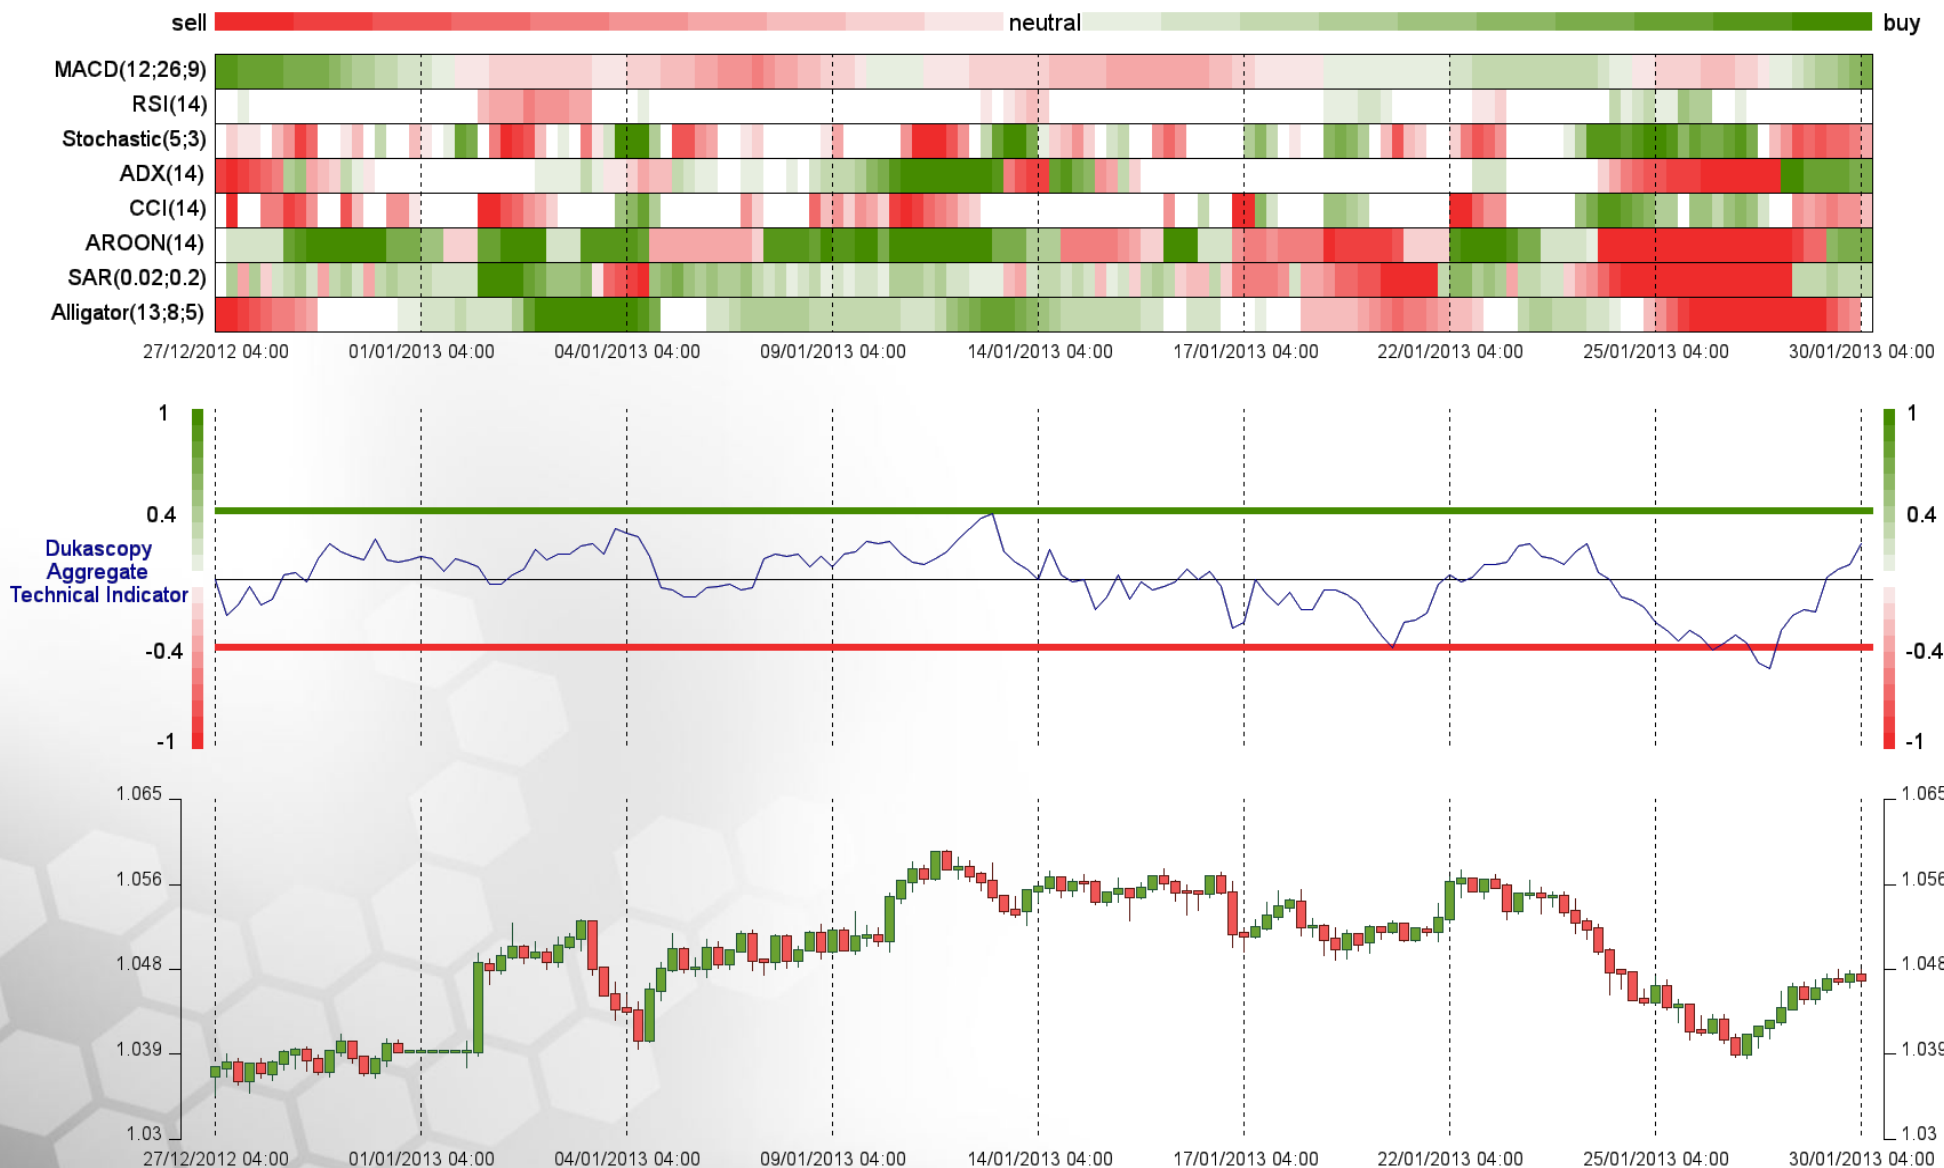 sell neutral buy
MACD(12;26;9)
RSI(14)
Stochastic(5;3)
ADX(14)
CCI(14)
AROON(14)
SAR(0.02;0.2)
Alligator(13;8;5)
27/12/2012 04:00 01/01/2013 04:00 04/01/2013 04:00 09/01/2013 04:00 14/01/2013 04:00 17/01/2013 04:00 22/01/2013 04:00 25/01/2013 04:00 30/01/2013 04:00
1 1
0.4 0.4
Dukascopy
Aggregate
Technical Indicator
-0.4 -0.4
-1 -1
1.065 1.065
1.056 1.056
1.048 1.048
1.039 1.039
1.03 1.03
27/12/2012 04:00 01/01/2013 04:00 04/01/2013 04:00 09/01/2013 04:00 14/01/2013 04:00 17/01/2013 04:00 22/01/2013 04:00 25/01/2013 04:00 30/01/2013 04:00